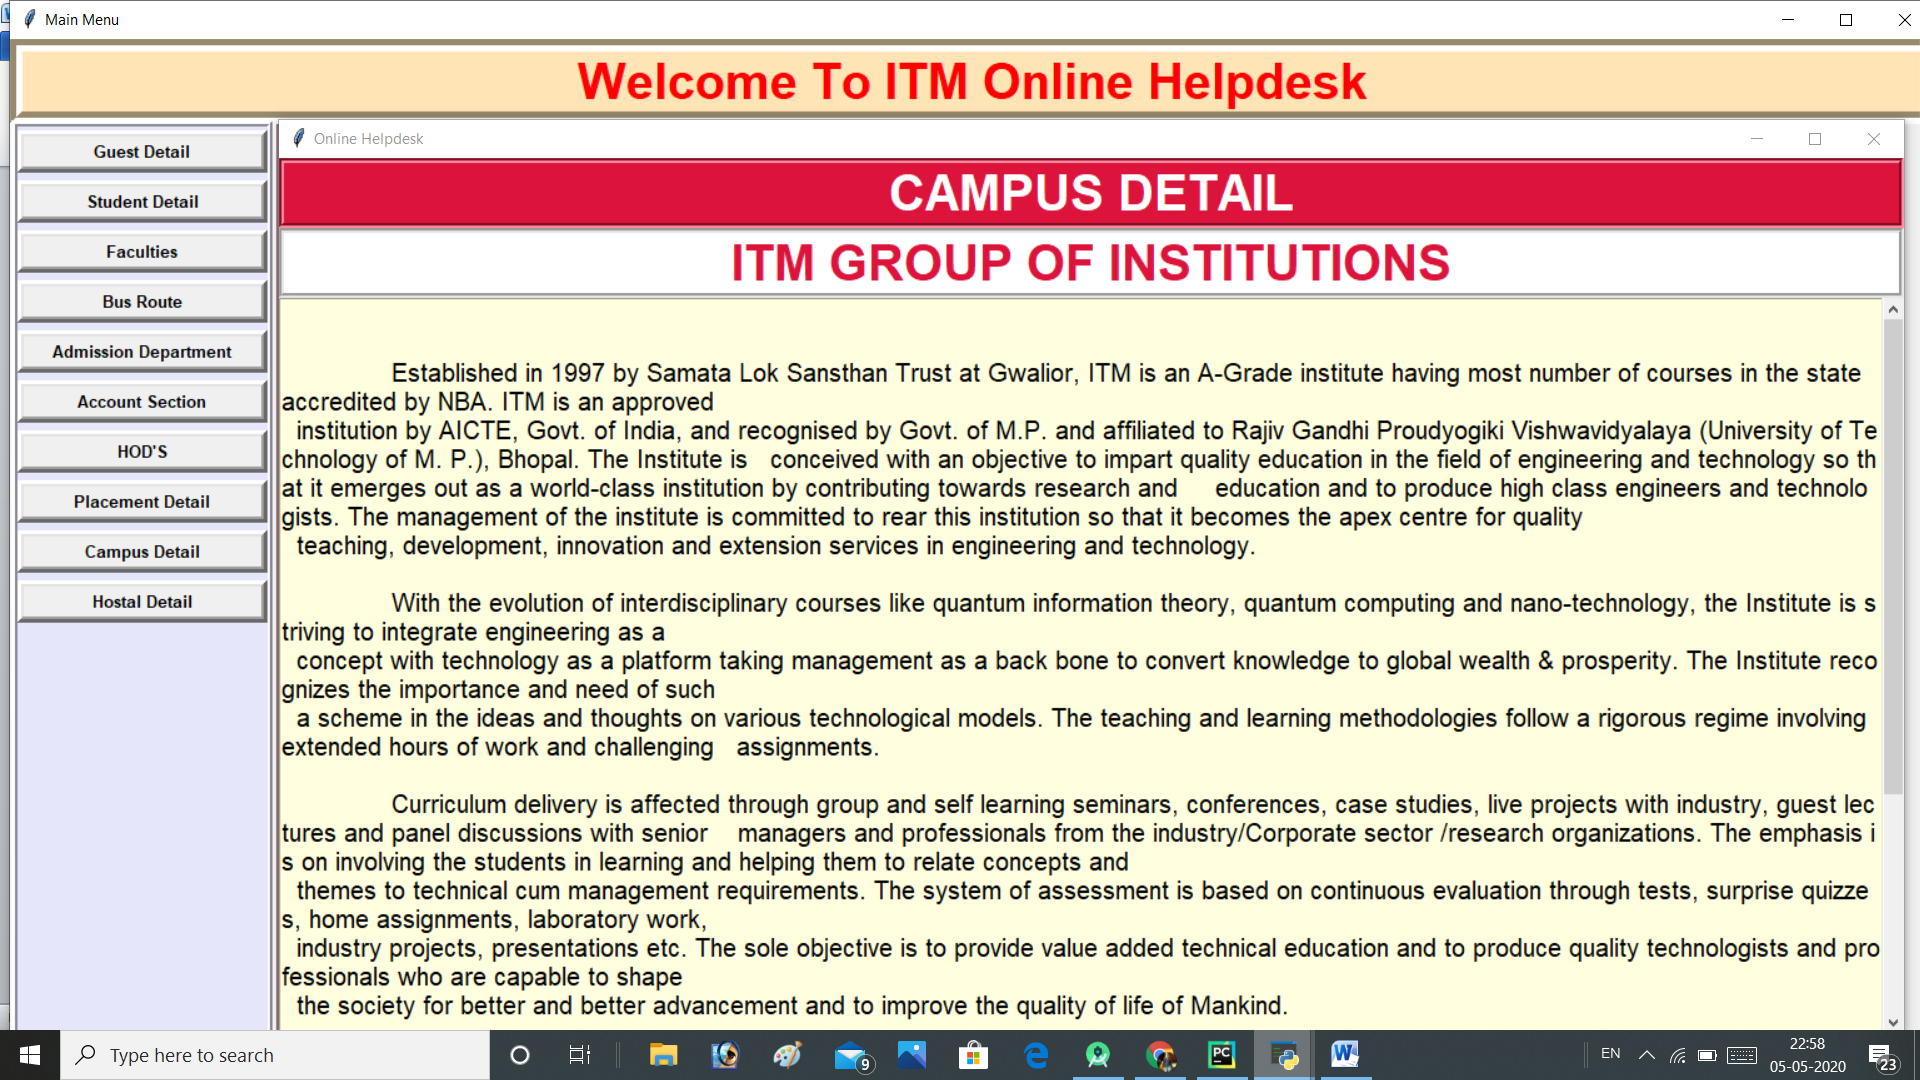 Main Menu
Welcome To ITM Online Helpdesk
Guest Detail
Student Detail
Faculties
Bus Route
Admission Department
Account Section
HOD'S
Placement Detail
Campus Detail
Hostal Detail
Online Helpdesk
CAMPUS DETAIL
ITM GROUP OF INSTITUTIONS
Established in 1997 by Samata Lok Sansthan Trust at Gwalior, ITM is an A-Grade institute having most number of courses in the state
accredited by NBA. ITM is an approved
institution by AICTE, Govt. of India, and recognised by Govt. of M.P. and affiliated to Rajiv Gandhi Proudyogiki Vishwavidyalaya (University of Te
chnology of M. P.), Bhopal. The Institute is conceived with an objective to impart quality education in the field of engineering and technology so th
at it emerges out as a world-class institution by contributing towards research and education and to produce high class engineers and technolo
gists. The management of the institute is committed to rear this institution so that it becomes the apex centre for quality
teaching, development, innovation and extension services in engineering and technology.
With the evolution of interdisciplinary courses like quantum information theory, quantum computing and nano-technology, the Institute is s
triving to integrate engineering as a
concept with technology as a platform taking management as a back bone to convert knowledge to global wealth & prosperity. The Institute reco
gnizes the importance and need of such
a scheme in the ideas and thoughts on various technological models. The teaching and learning methodologies follow a rigorous regime involving
extended hours of work and challenging assignments.
Curriculum delivery is affected through group and self learning seminars, conferences, case studies, live projects with industry, guest lec
tures and panel discussions with senior managers and professionals from the industry/Corporate sector /research organizations. The emphasis i
s on involving the students in learning and helping them to relate concepts and
themes to technical cum management requirements. The system of assessment is based on continuous evaluation through tests, surprise quizze
s, home assignments, laboratory work,
industry projects, presentations etc. The sole objective is to provide value added technical education and to produce quality technologists and pro
fessionals who are capable to shape
the society for better and better advancement and to improve the quality of life of Mankind.
Type here to search
9
PC
W
EN
22:58
05-05-2020
23